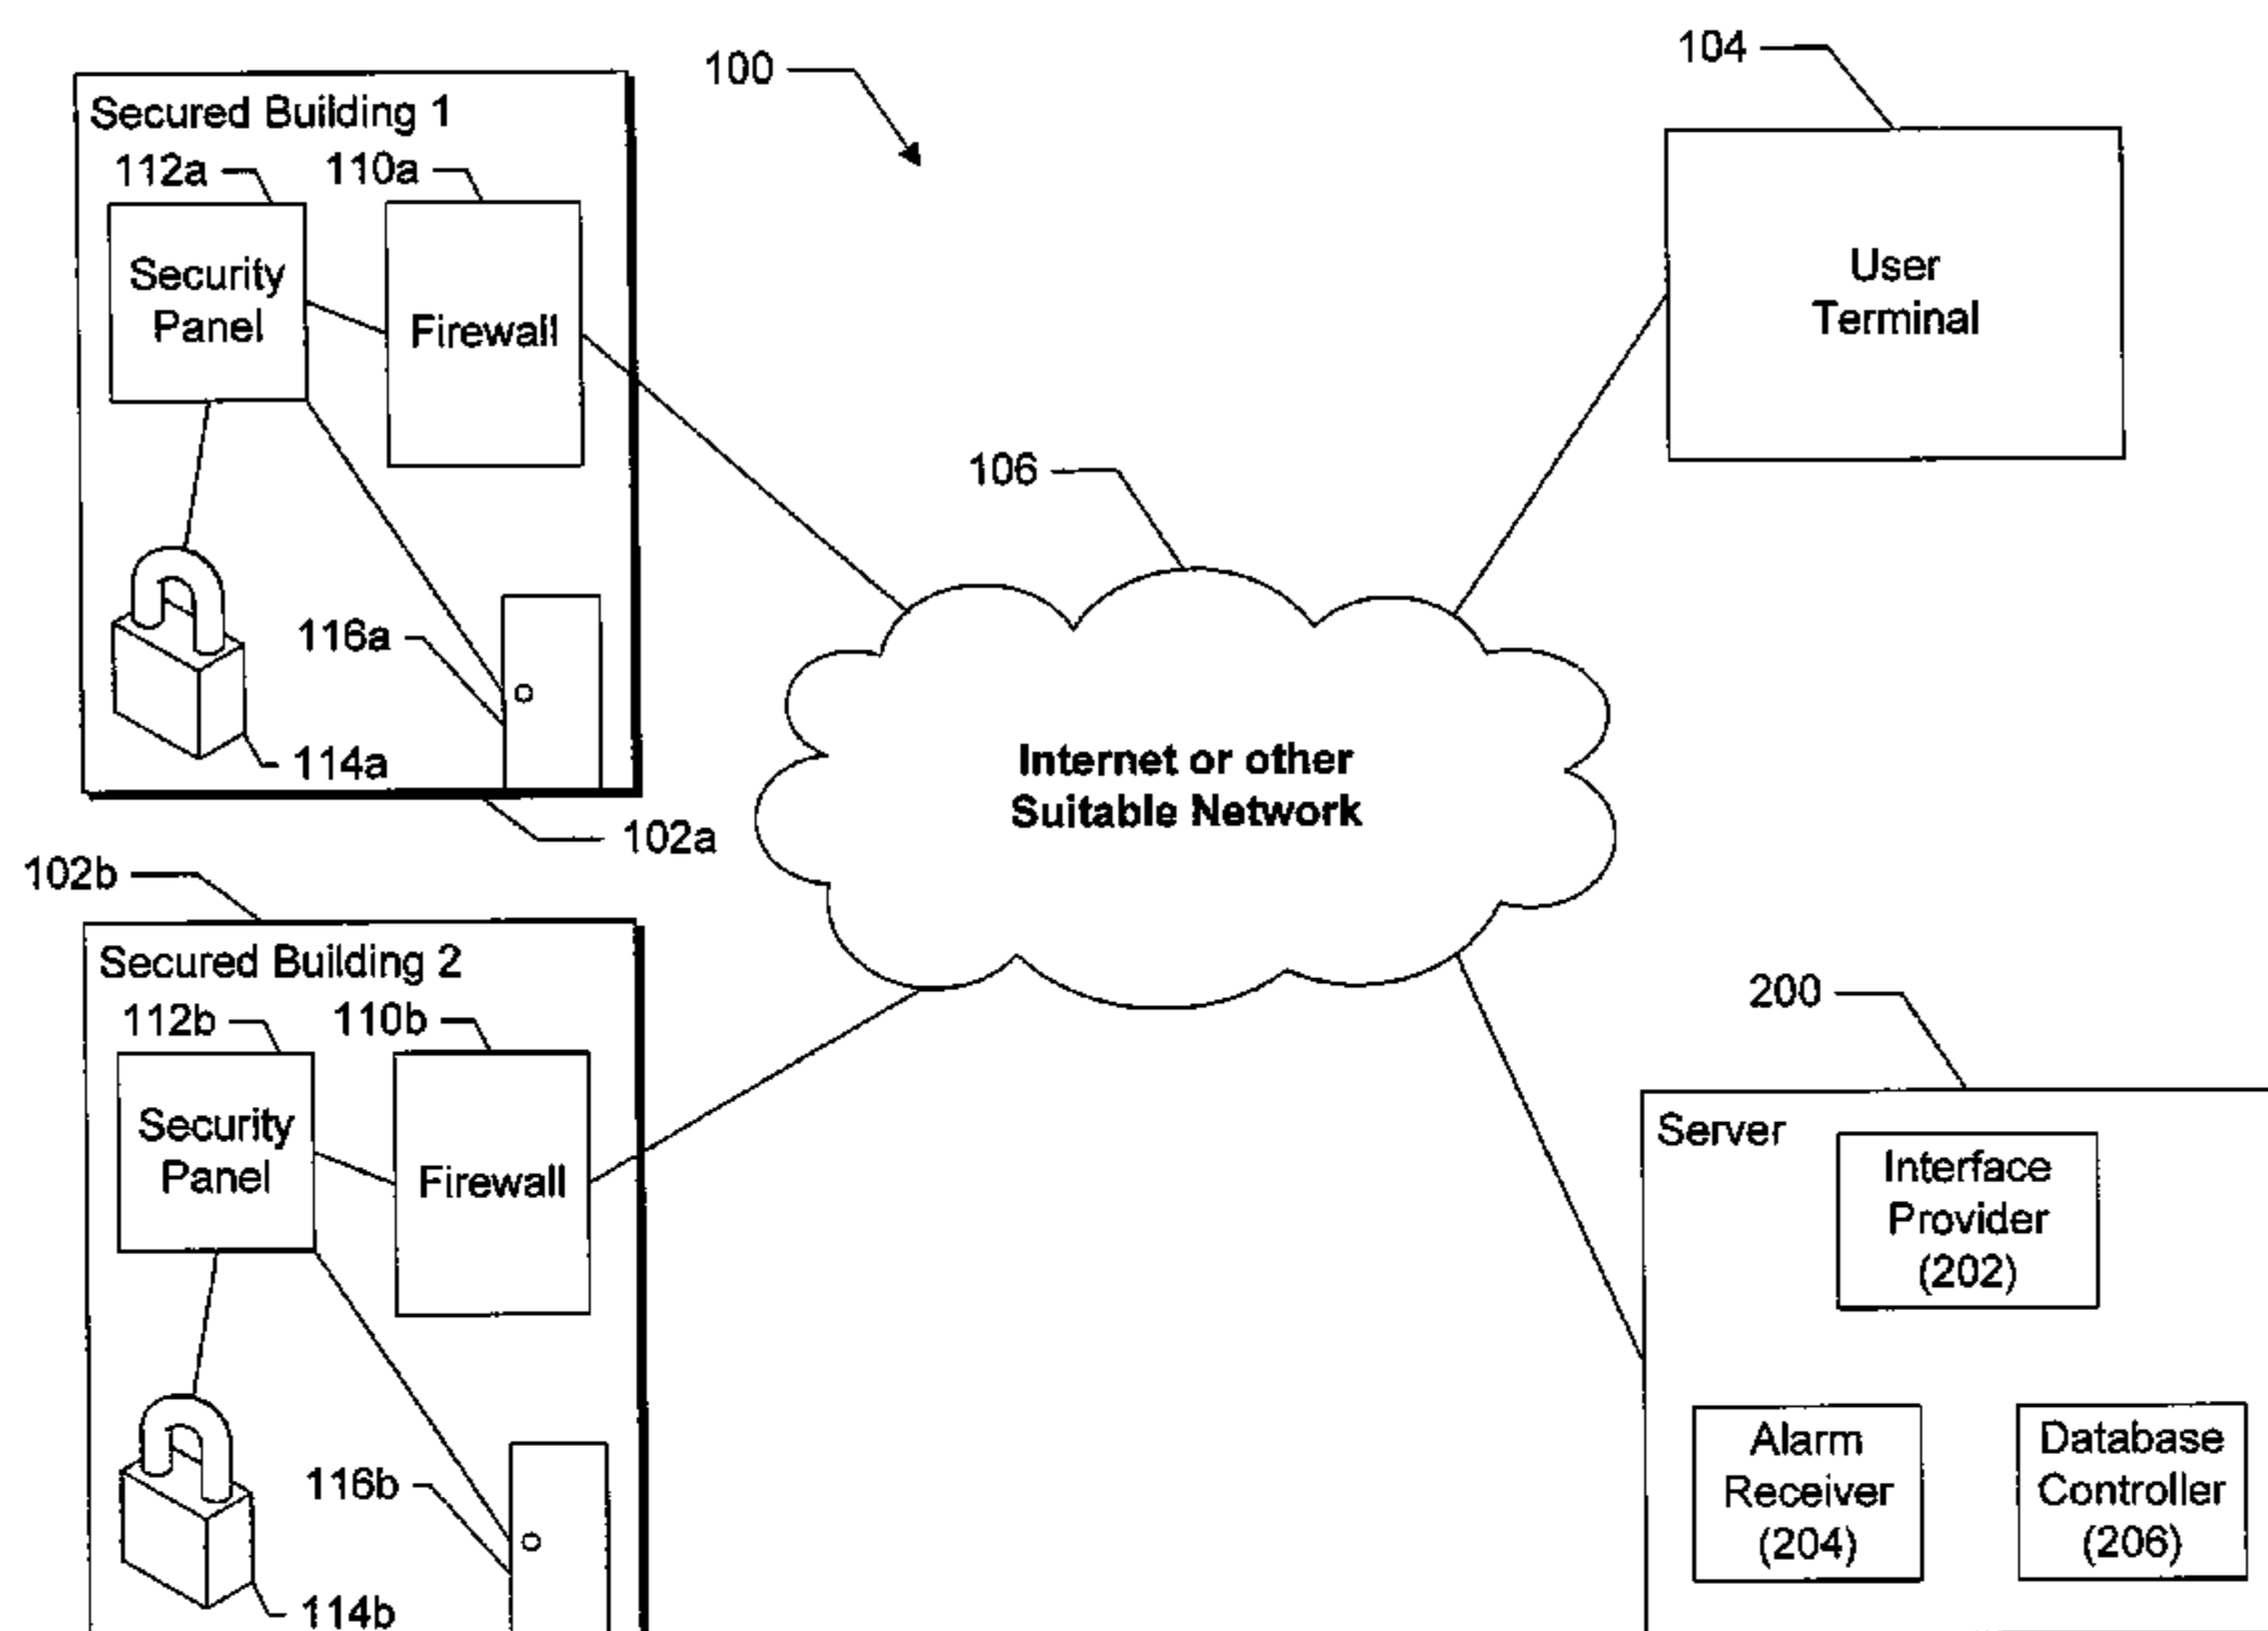 100
104
Secured Building 1
112a
110a
Security
Panel
Firewall
User
Terminal
106
116a
114a
Internet or other
Suitable Network
102a
102b
Secured Building 2
112b
110b
Security
Panel
Firewall
200
Server
Interface
Provider
(202)
116b
114b
Alarm
Receiver
(204)
Database
Controller
(206)